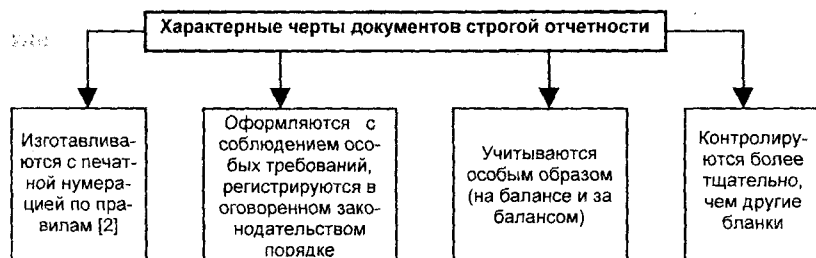 Характерные черты документов строгой отчетности
Изготавлива-
ются с печат-
ной нумера-
цией по пра-
вилам [2]
Оформляются с
соблюдением осо-
бых требований,
регистрируются в
оговоренном зако-
нодательством
порядке
Учитываются
особым образом
(на балансе и за
балансом)
Контролиру-
ются более
тщательно,
чем другие
бланки